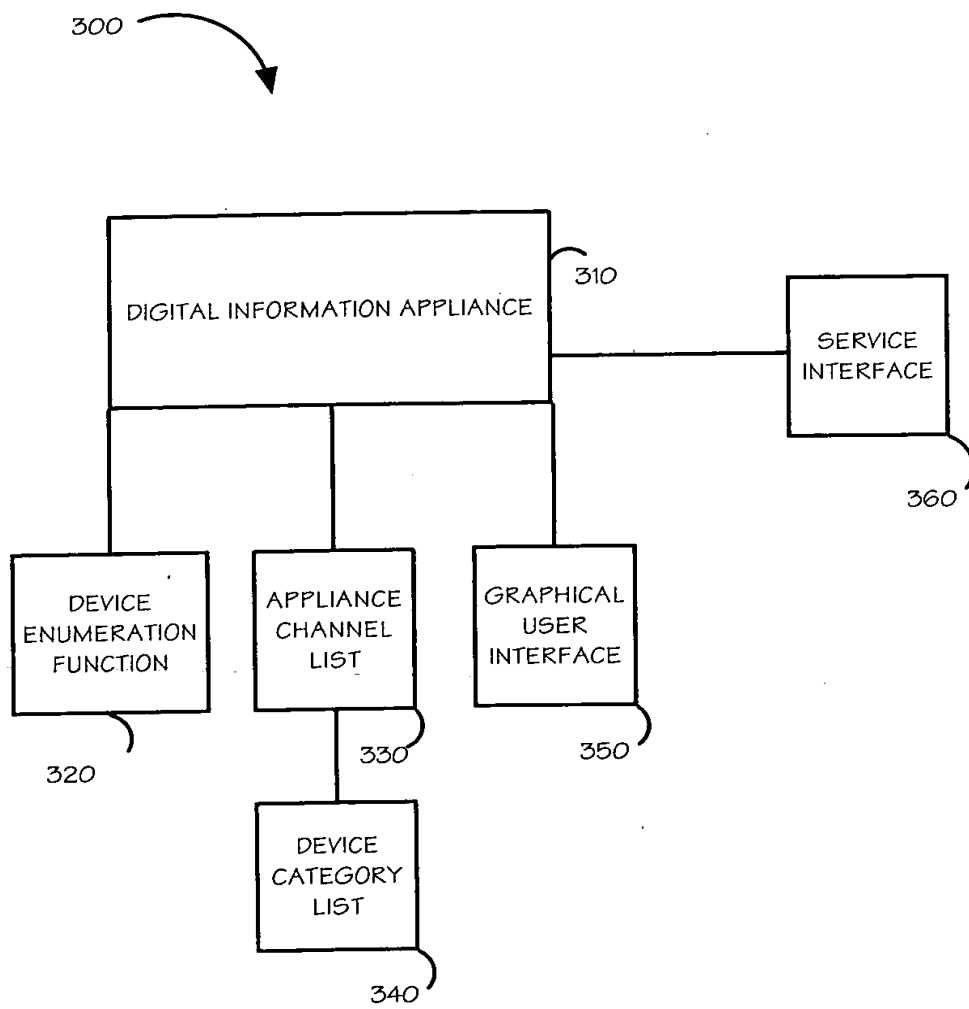 300
DIGITAL INFORMATION APPLIANCE
310
SERVICE
INTERFACE
360
DEVICE
ENUMERATION
FUNCTION
320
APPLIANCE
CHANNEL
LIST
330
GRAPHICAL
USER
INTERFACE
350
DEVICE
CATEGORY
LIST
340